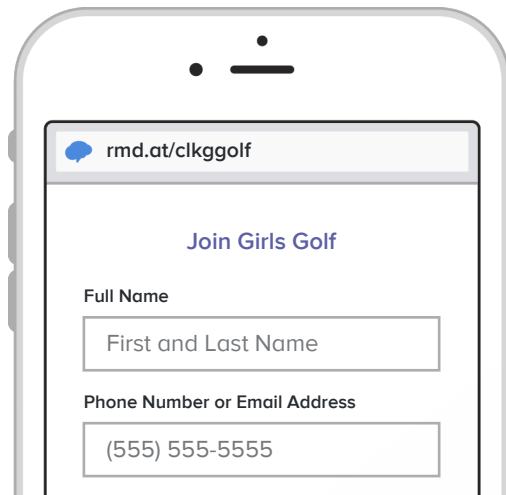 rmd.at/clkggolf
Join Girls Golf
Full Name
First and Last Name
Phone Number or Email Address
(555) 555-5555